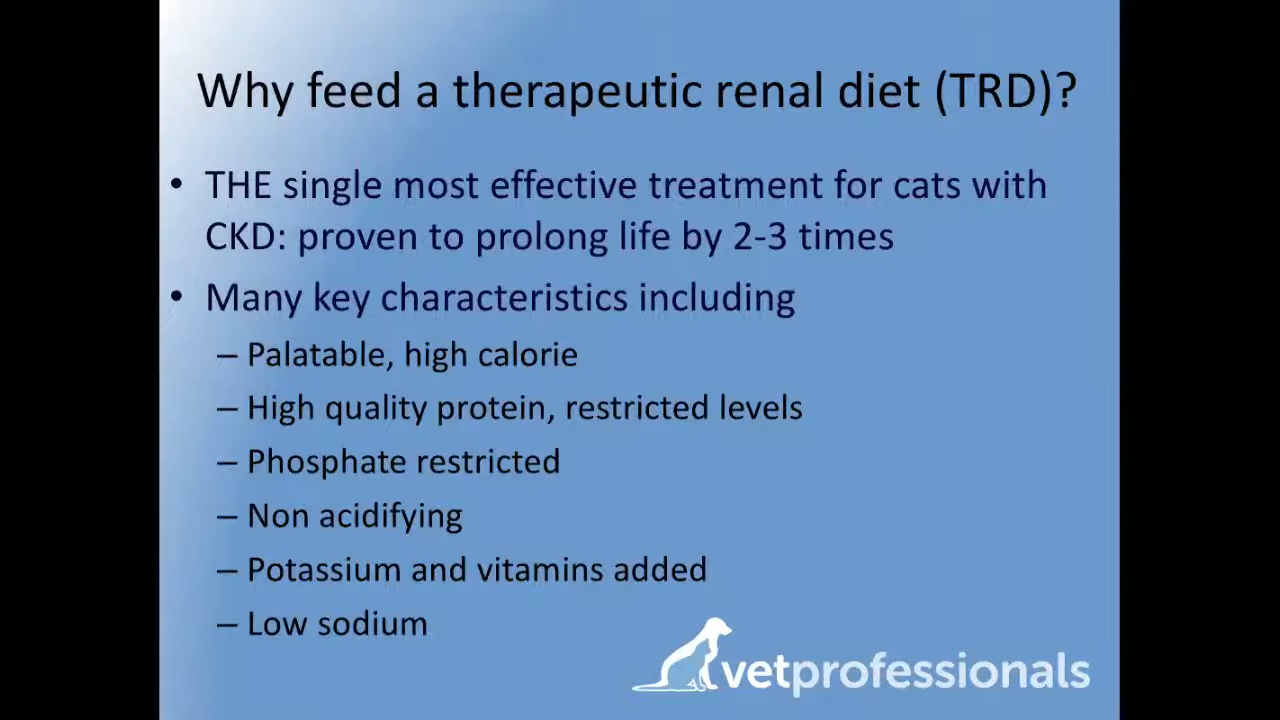 Why feed a therapeutic renal diet (TRD)?
• THE single most effective treatment for cats with
CKD: proven to prolong life by 2-3 times
• Many key characteristics including
– Palatable, high calorie
– High quality protein, restricted levels
– Phosphate restricted
– Non acidifying
– Potassium and vitamins added
– Low sodium
vetprofessionals